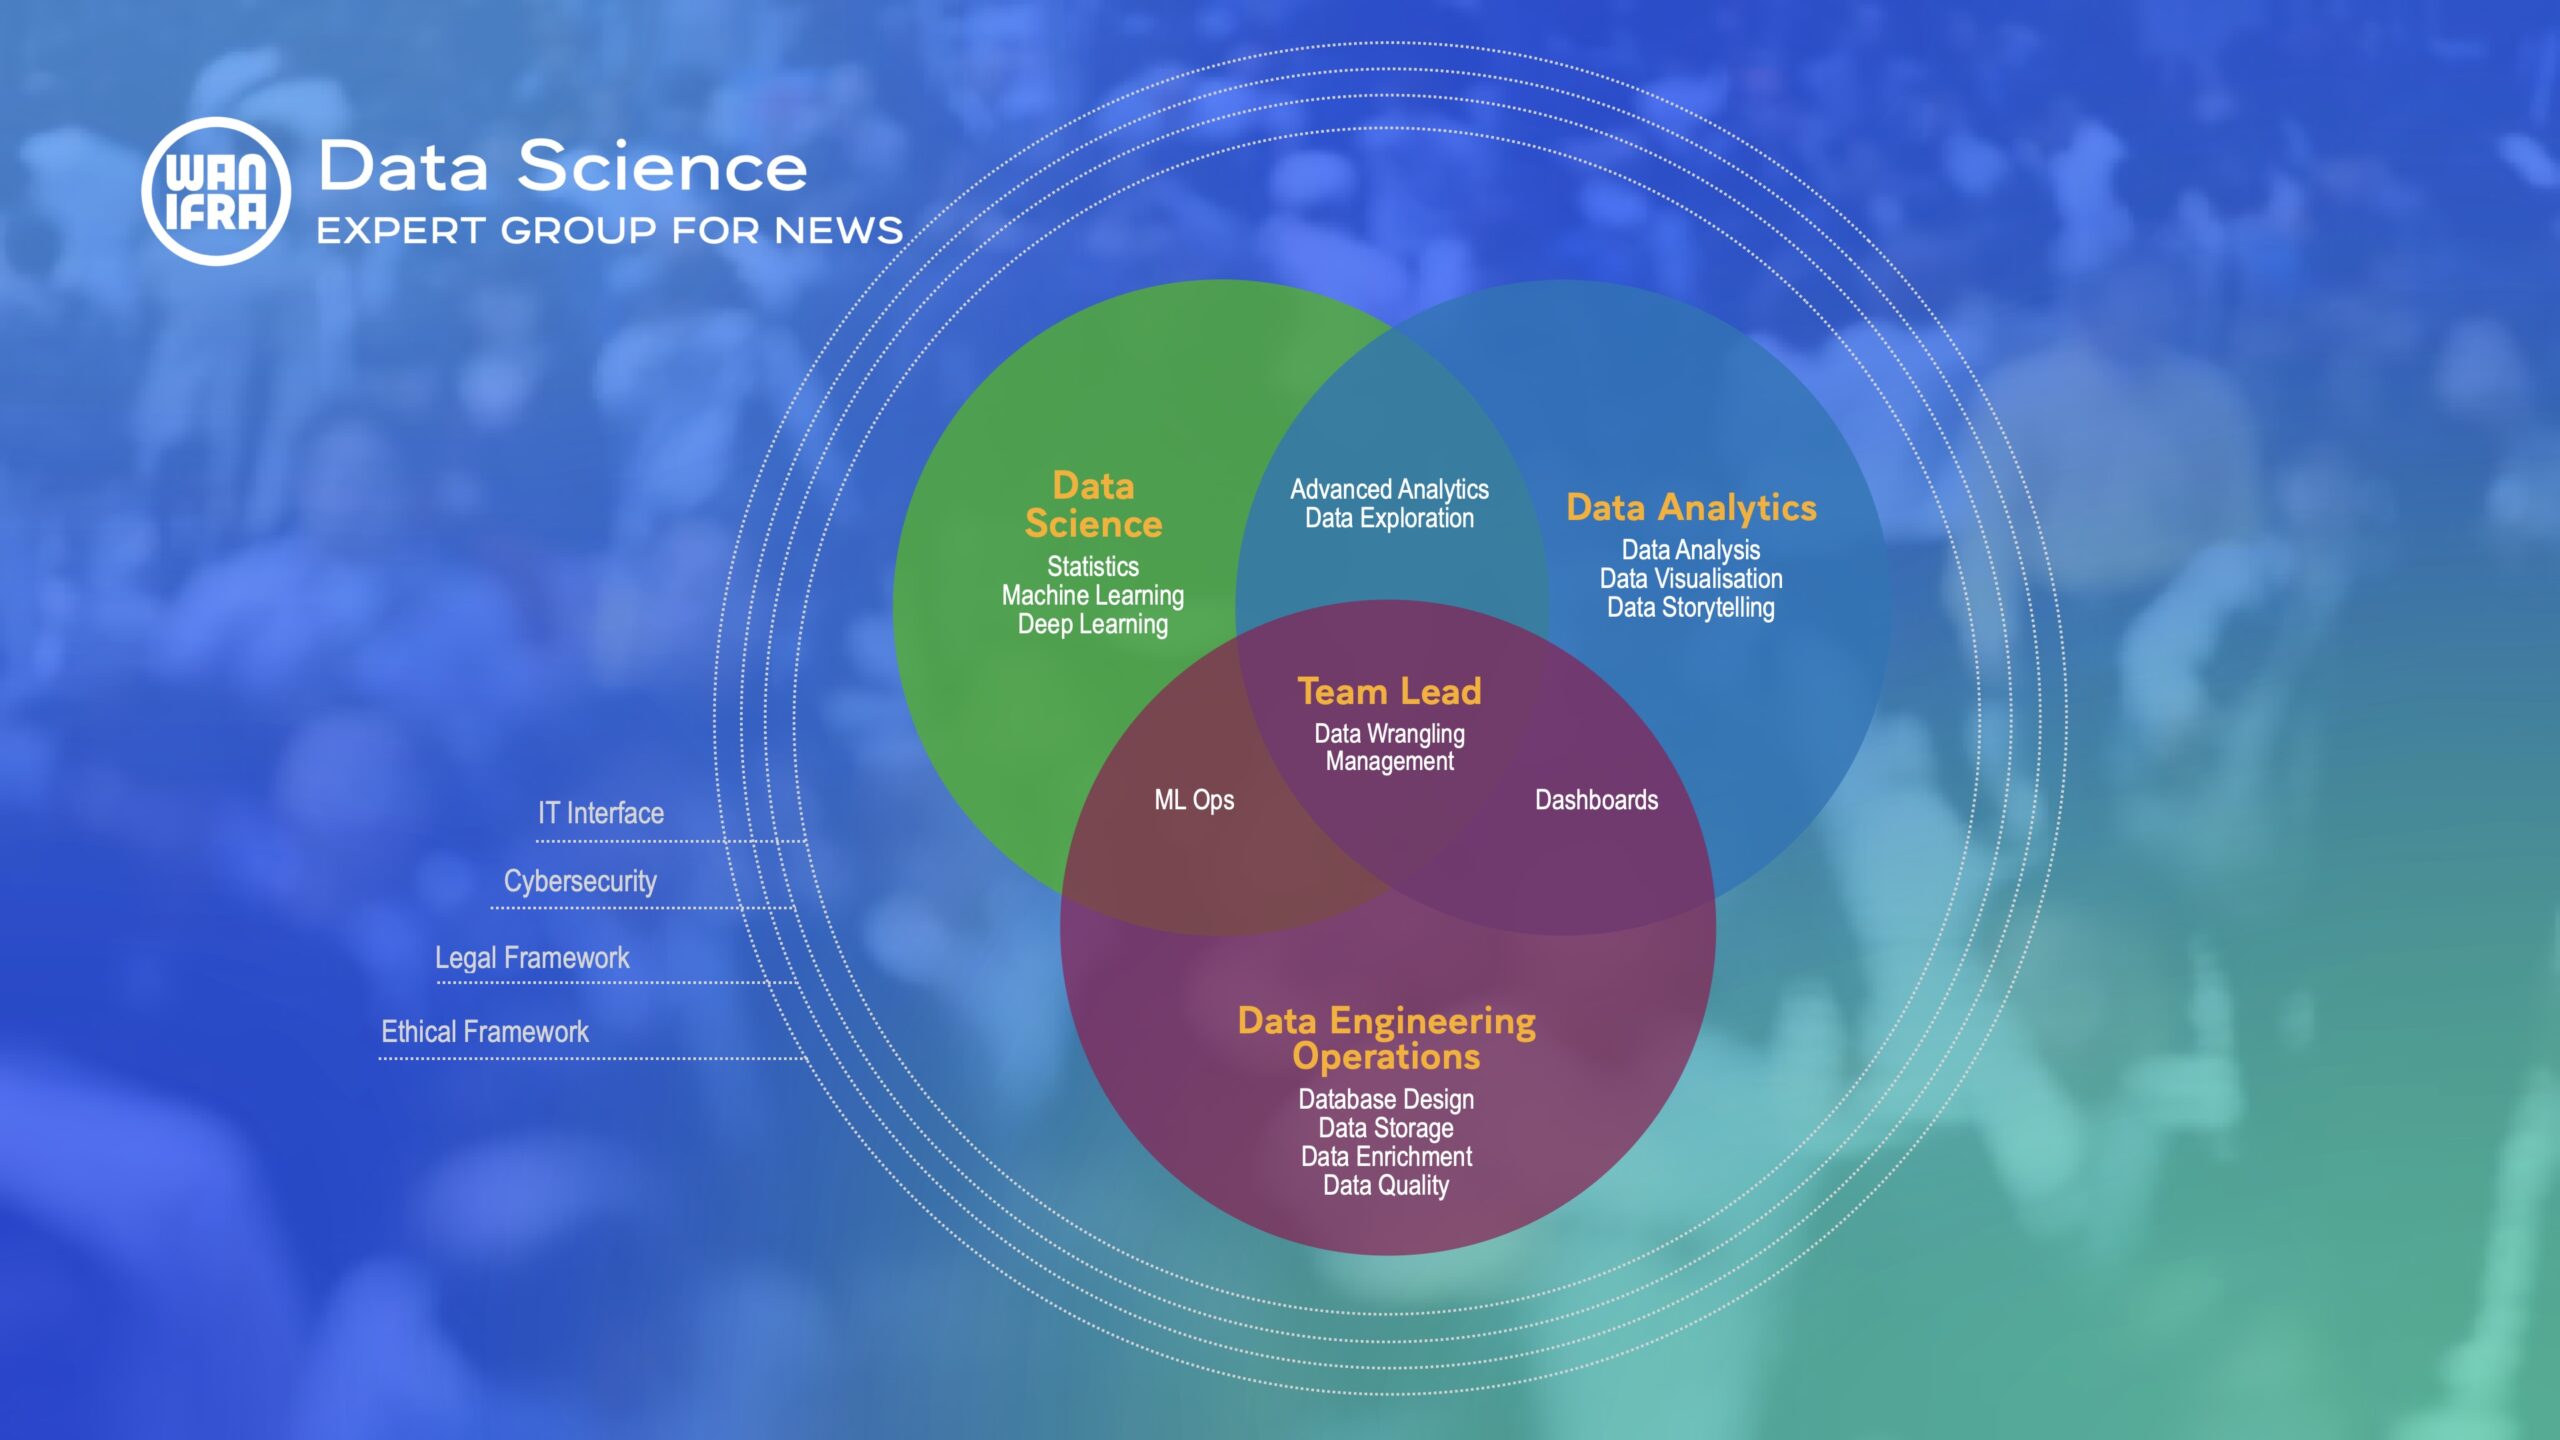 WAN
IFRA
Data Science
EXPERT GROUP FOR NEWS
Data
Science
Statistics
Machine Learning
Deep Learning
Advanced Analytics
Data Exploration
Data Analytics
Data Analysis
Data Visualisation
Data Storytelling
Team Lead
Data Wrangling
Management
ML Ops
Dashboards
Data Engineering
Operations
Database Design
Data Storage
Data Enrichment
Data Quality
IT Interface
Cybersecurity
Legal Framework
Ethical Framework